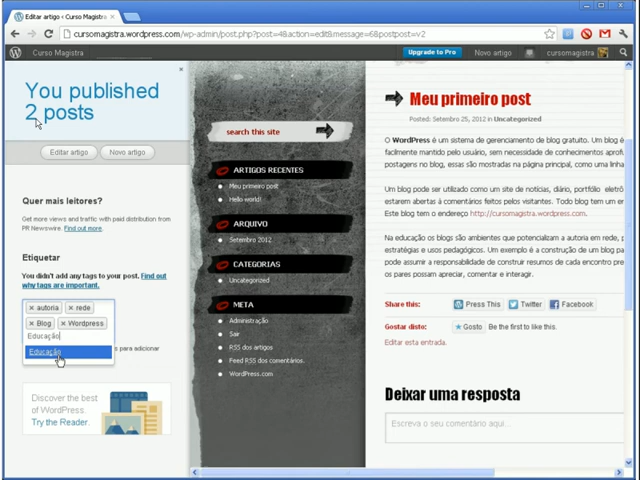 Editar artigo ‹ Curso Magistra
cursomagistra.wordpress.com/wp-admin/post.php?post=4&action=edit&message=6&postpost=v2
Curso Magistra
Upgrade to Pro
Novo artigo
cursomagistra
You published
2 posts
Editar artigo
Novo artigo
Quer mais leitores?
Get more views and traffic with paid distribution from
PR Newswire. Find out more.
Etiquetar
You didn't add any tags to your post. Find out
why tags are important.
× autoria × rede
× Blog × Wordpress
Educação
Educação
s para adicionar
Discover the best
of WordPress.
Try the Reader.
search this site
ARTIGOS RECENTES
Meu primeiro post
Hello world!
ARQUIVO
Setembro 2012
CATEGORIAS
Uncategorized
META
Administração
Sair
RSS dos artigos
Feed RSS dos comentários.
WordPress.com
Meu primeiro post
Posted: Setembro 25, 2012 in Uncategorized
O WordPress é um sistema de gerenciamento de blog gratuito. Um blog é
facilmente mantido pelo usuário, sem necessidade de conhecimentos aprofu
postagens no blog, essas são mostradas na página principal, como uma linha
Um blog pode ser utilizado como um site de notícias, diário, portfólio eletrô
estarem abertas à comentários feitos pelos visitantes. Todo blog tem um er
Este blog tem o endereço http://cursomagistra.wordpress.com.
Na educação os blogs são ambientes que potencializam a autoria em rede, p
estratégias e usos pedagógicos. Um exemplo é a construção de um blog pa
pode assumir a responsabilidade de construir resumos de cada encontro pre
os pares possam apreciar, comentar e interagir.
Share this:
Press This
Twitter
Facebook
Gostar disto:
Gosto
Be the first to like this.
Editar esta entrada.
Deixar uma resposta
Escreva o seu comentário aqui...